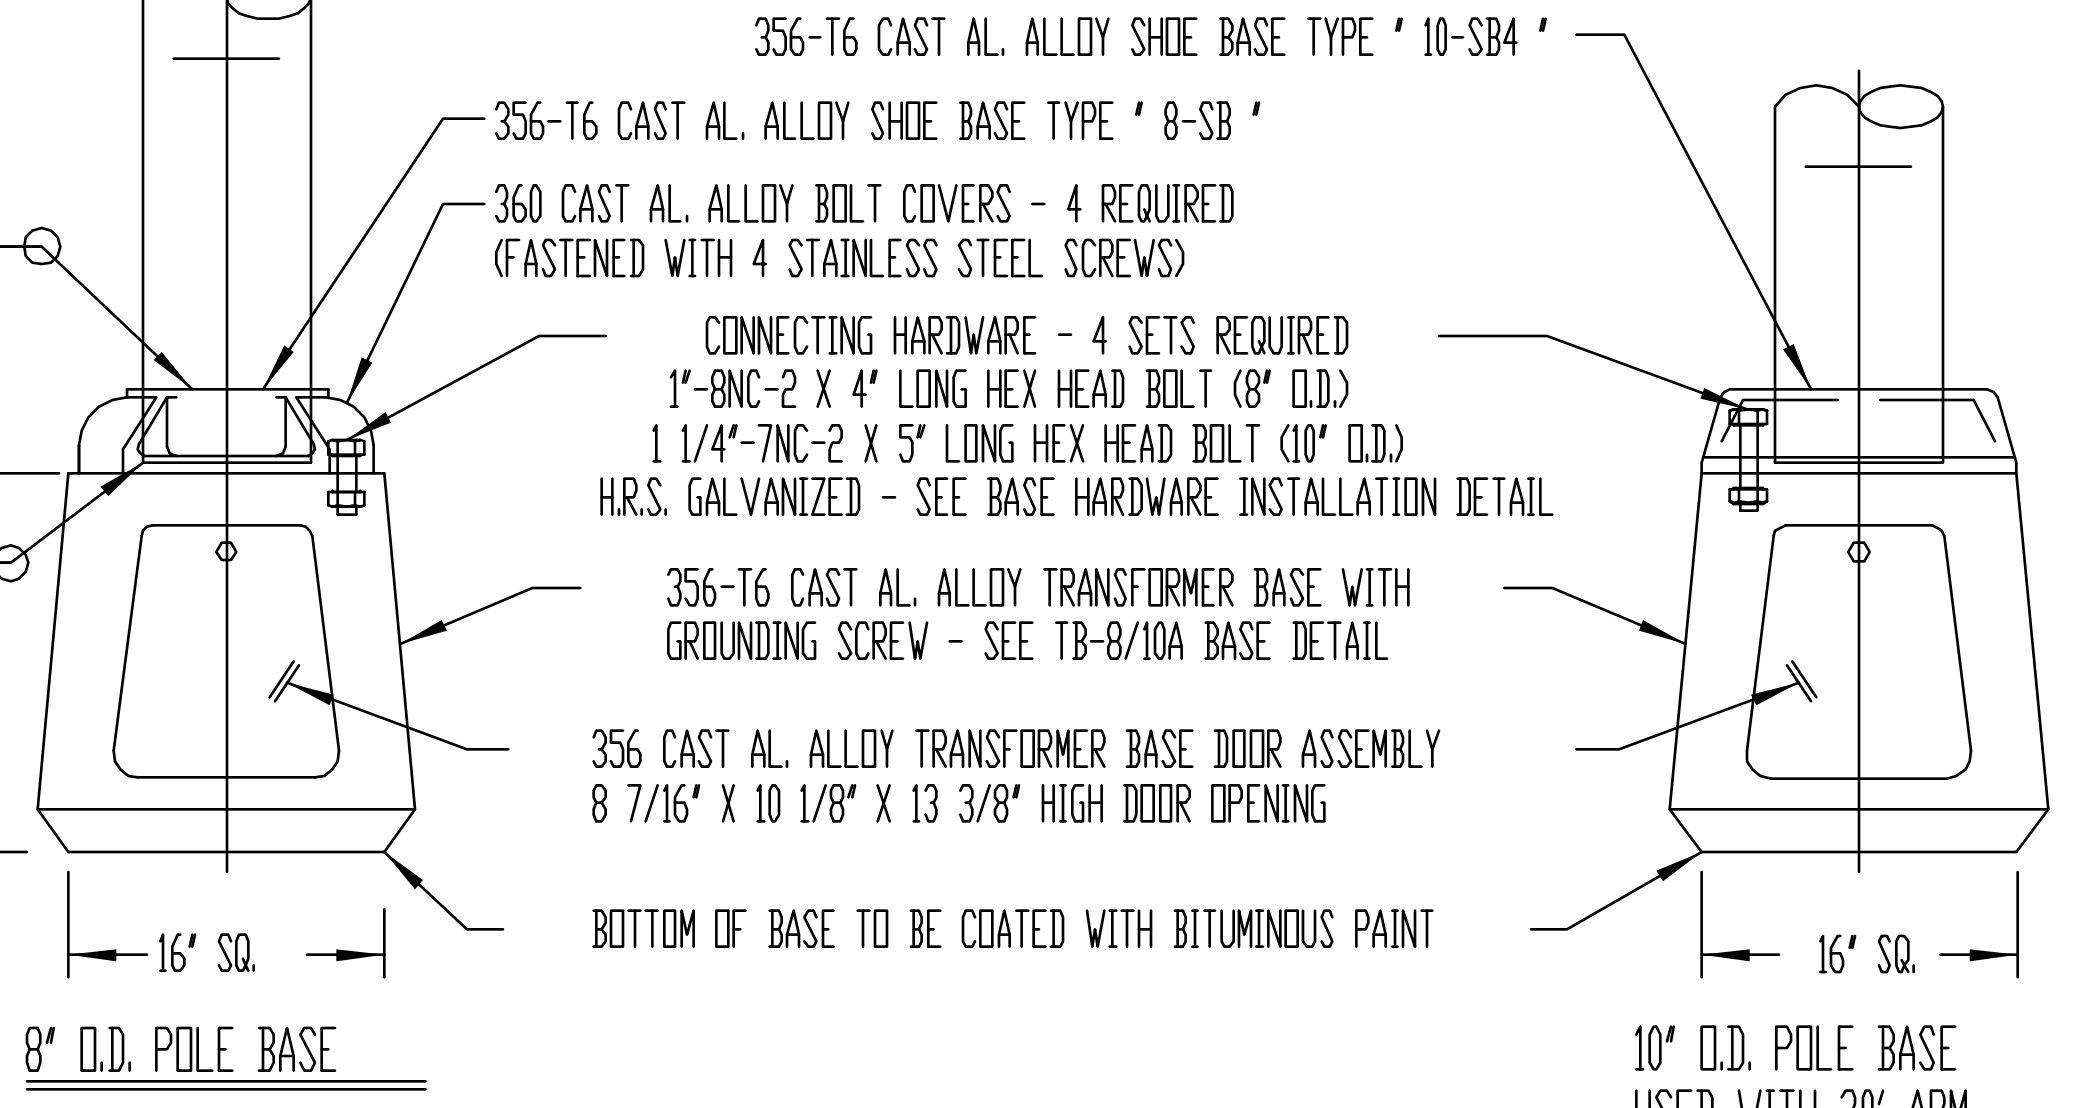 356-T6 CAST AL. ALLOY SHOE BASE TYPE " 10-SB4 "
356-T6 CAST AL. ALLOY SHOE BASE TYPE " 8-SB "
360 CAST AL. ALLOY BOLT COVERS - 4 REQUIRED
(FASTENED WITH 4 STAINLESS STEEL SCREWS)
CONNECTING HARDWARE - 4 SETS REQUIRED
1"-8NC-2 X 4" LONG HEX HEAD BOLT (8" O.D.)
1 1/4"-7NC-2 X 5" LONG HEX HEAD BOLT (10" O.D.)
H.R.S. GALVANIZED - SEE BASE HARDWARE INSTALLATION DETAIL
356-T6 CAST AL. ALLOY TRANSFORMER BASE WITH
GROUNDING SCREW - SEE TB-8/10A BASE DETAIL
356 CAST AL. ALLOY TRANSFORMER BASE DOOR ASSEMBLY
8 7/16" X 10 1/8" X 13 3/8" HIGH DOOR OPENING
BOTTOM OF BASE TO BE COATED WITH BITUMINOUS PAINT
16" SQ.
16" SQ.
8" O.D. POLE BASE
10" O.D. POLE BASE
USED WITH 30' ARM